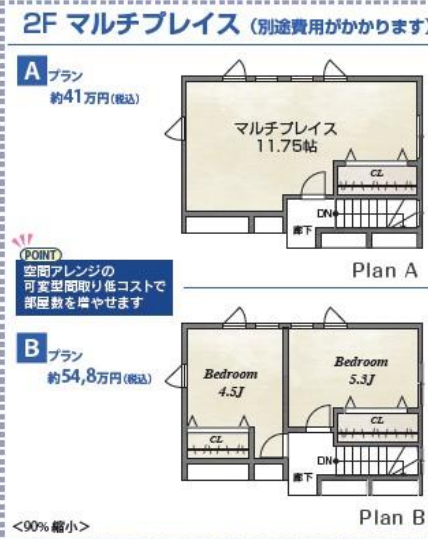 2F マルチプレイス（別途費用がかかります）
A プラン
約41万円(税込)
マルチプレイス
11.75帖
CL
DN
廊下
Plan A
POINT
空間アレンジの
可変型間取り低コストで
部屋数を増やせます
B プラン
約54,8万円(税込)
Bedroom
4.5J
Bedroom
5.3J
CL
CL
DN
廊下
Plan B
<90% 縮小>